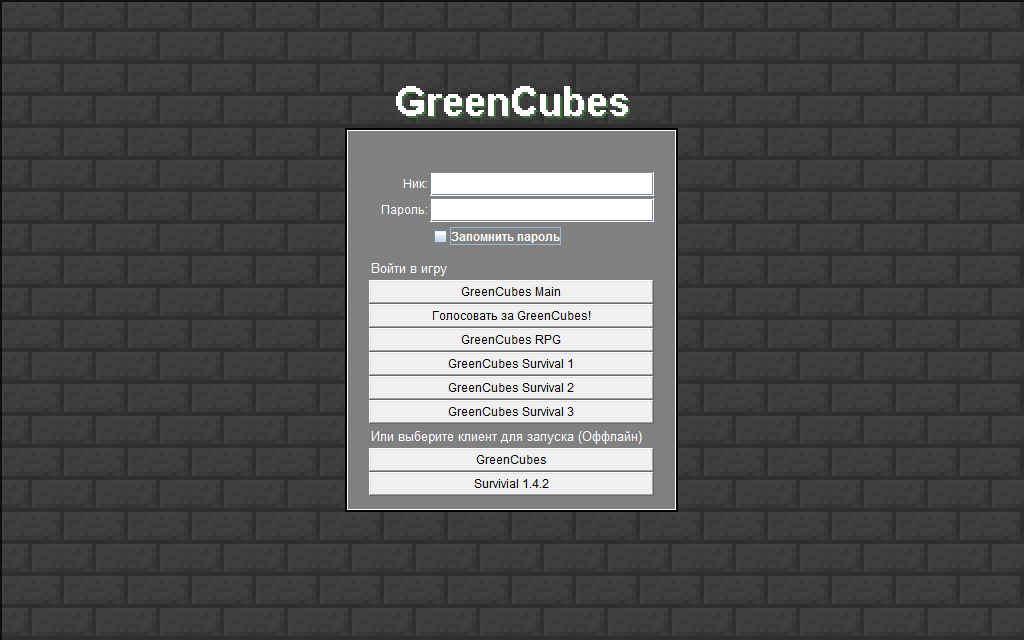 GreenCubes
Ник:
Пароль:
Запомнить пароль
Войти в игру
GreenCubes Main
Голосовать за GreenCubes!
GreenCubes RPG
GreenCubes Survival 1
GreenCubes Survival 2
GreenCubes Survival 3
Или выберите клиент для запуска (Оффлайн)
GreenCubes
Survivial 1.4.2